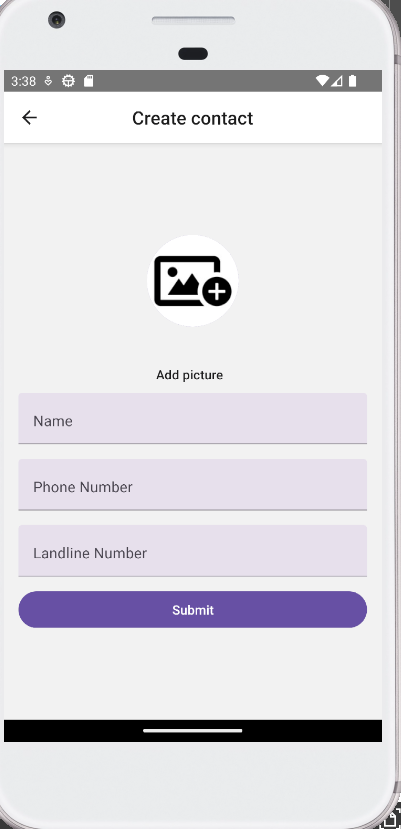 3:38
Create contact
Add picture
Name
Phone Number
Landline Number
Submit